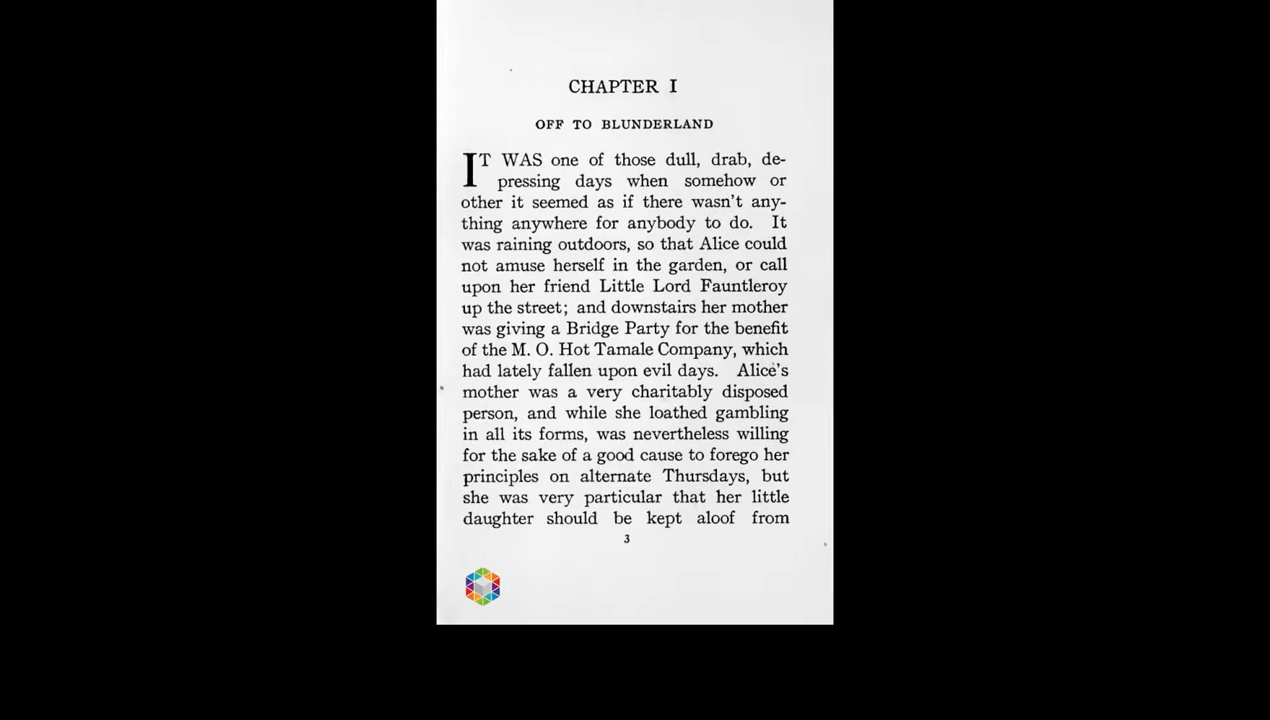 CHAPTER I
OFF TO BLUNDERLAND
IT WAS one of those dull, drab, de-
pressing days when somehow or
other it seemed as if there wasn't any-
thing anywhere for anybody to do. It
was raining outdoors, so that Alice could
not amuse herself in the garden, or call
upon her friend Little Lord Fauntleroy
up the street; and downstairs her mother
was giving a Bridge Party for the benefit
of the M. O. Hot Tamale Company, which
had lately fallen upon evil days. Alice's
mother was a very charitably disposed
person, and while she loathed gambling
in all its forms, was nevertheless willing
for the sake of a good cause to forego her
principles on alternate Thursdays, but
she was very particular that her little
daughter should be kept aloof from
3